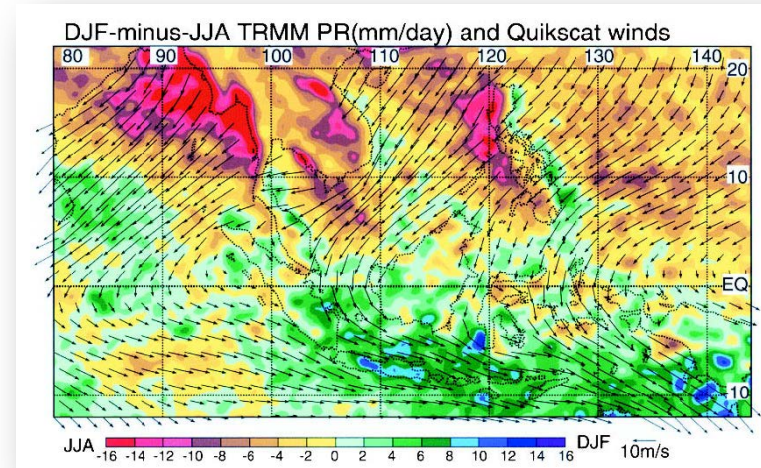 DJF-minus-JJA TRMM PR(mm/day) and Quikscat winds
80 90 100 110 120 130 140
20
10
EQ
10
JJA -16 -14 -12 -10 -8 -6 -4 -2 0 2 4 6 8 10 12 14 16 DJF 10m/s